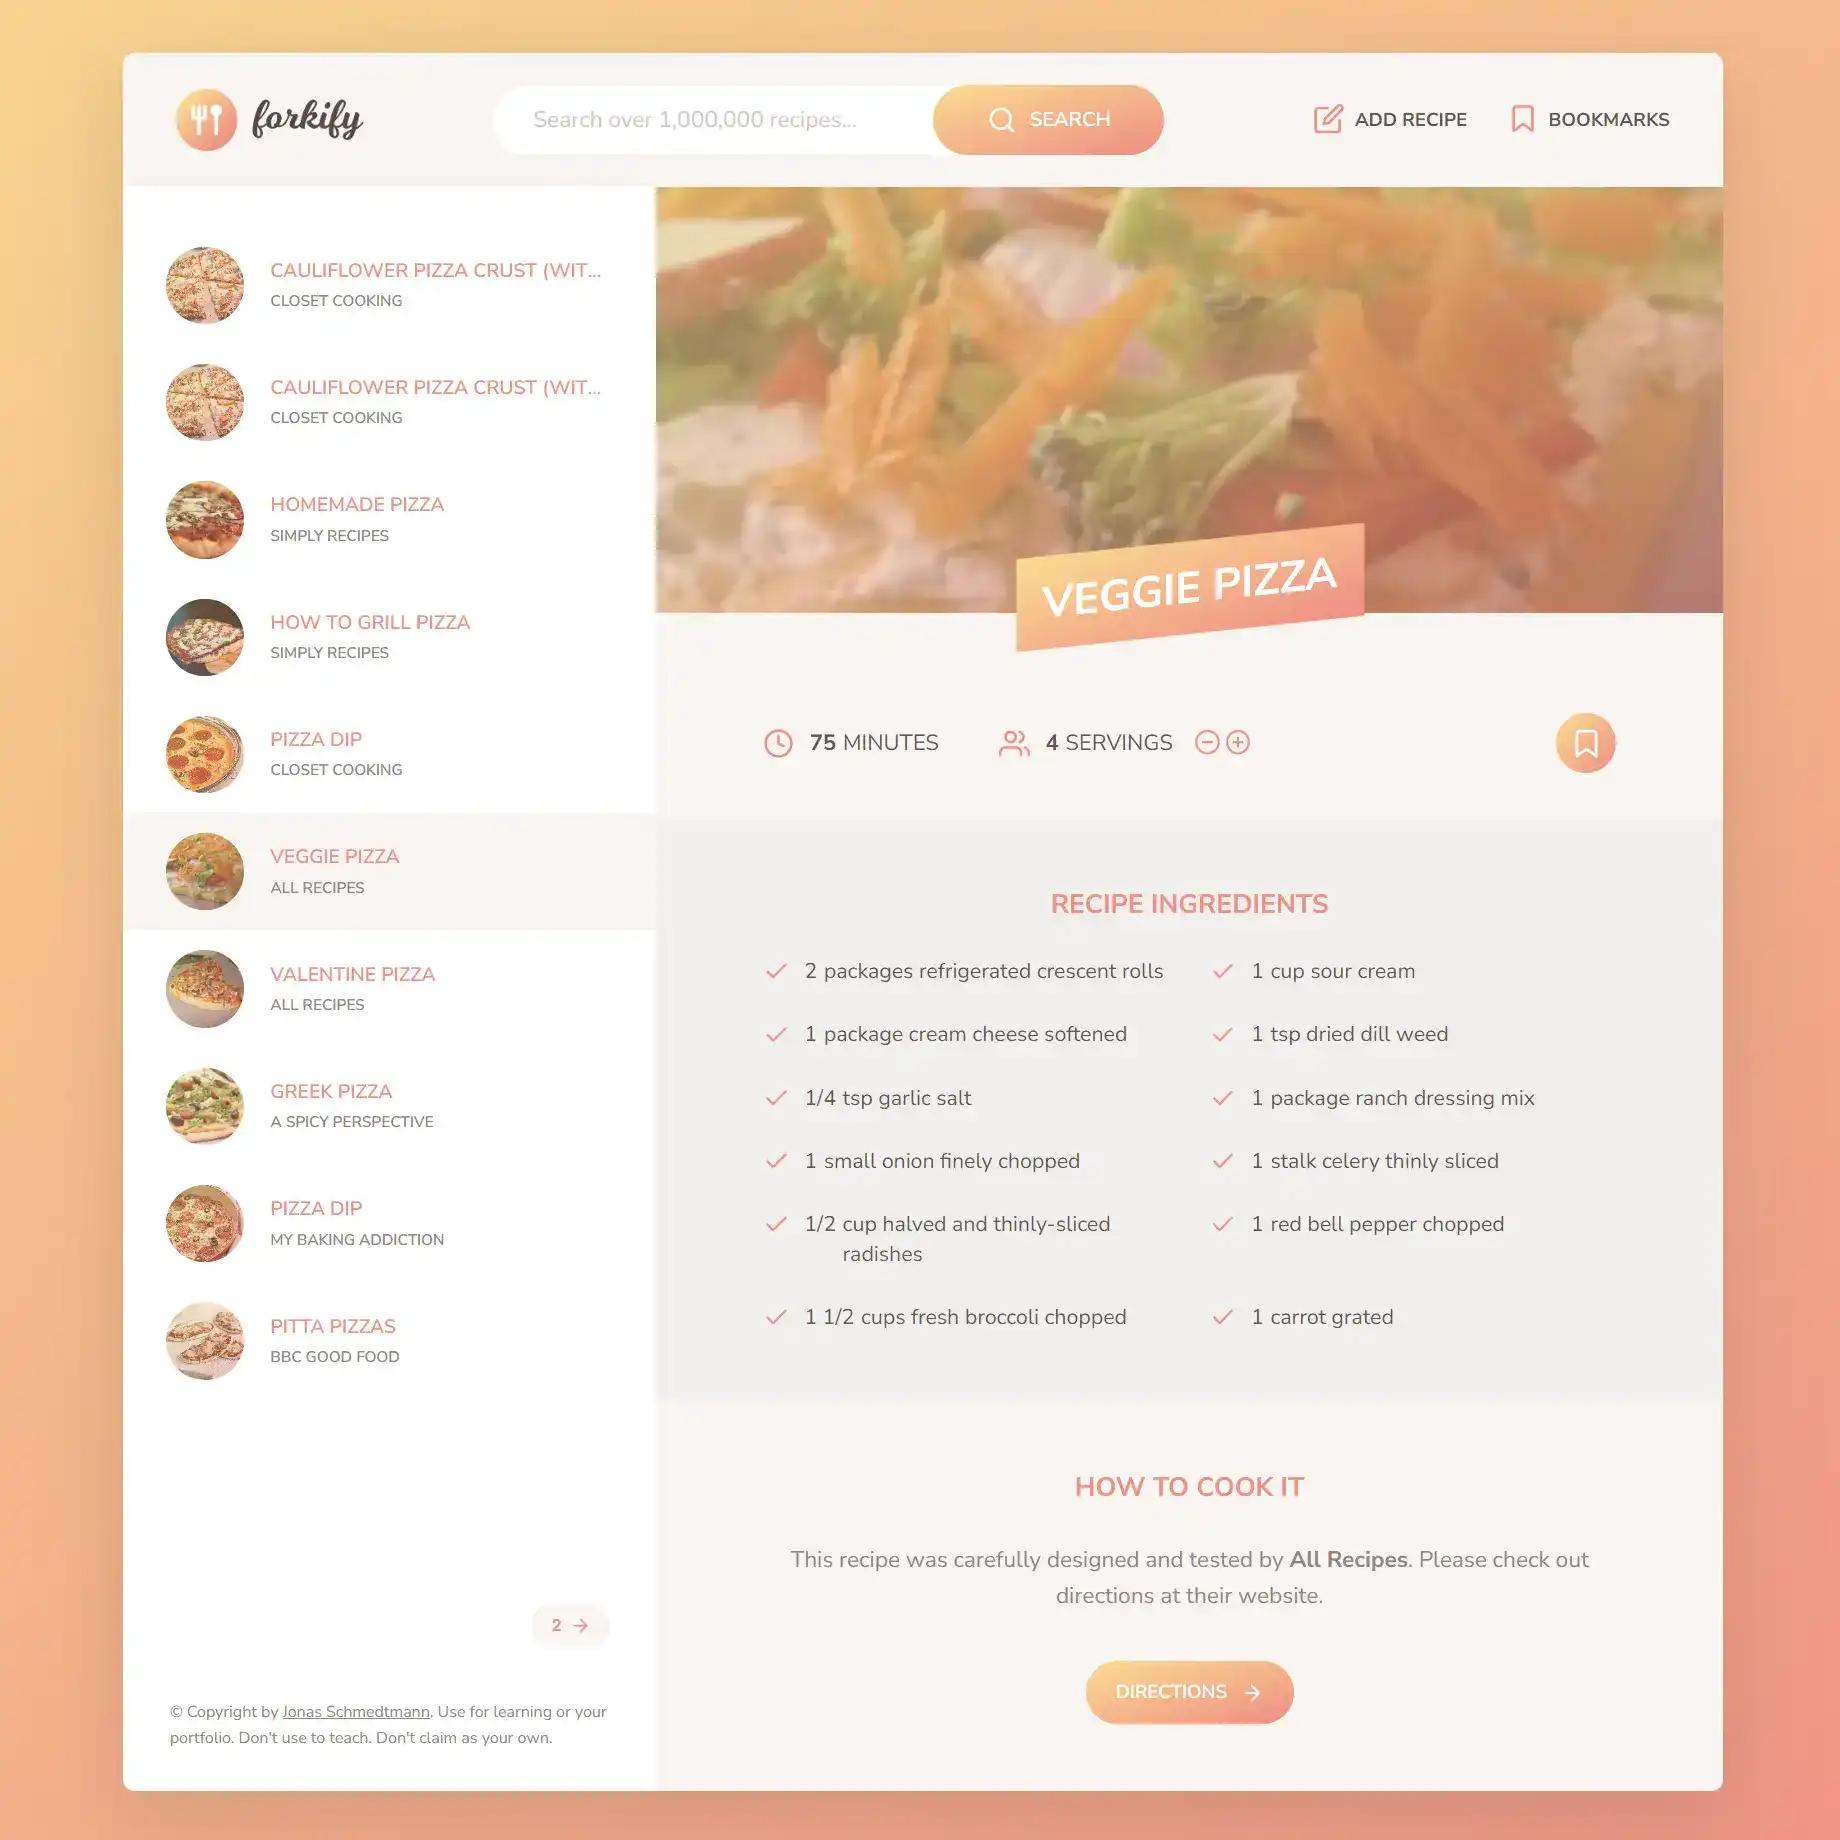 forkify
Search over 1,000,000 recipes...
SEARCH
ADD RECIPE
BOOKMARKS
CAULIFLOWER PIZZA CRUST (WIT...
CLOSET COOKING
CAULIFLOWER PIZZA CRUST (WIT...
CLOSET COOKING
HOMEMADE PIZZA
SIMPLY RECIPES
HOW TO GRILL PIZZA
SIMPLY RECIPES
PIZZA DIP
CLOSET COOKING
VEGGIE PIZZA
ALL RECIPES
VALENTINE PIZZA
ALL RECIPES
GREEK PIZZA
A SPICY PERSPECTIVE
PIZZA DIP
MY BAKING ADDICTION
PITTA PIZZAS
BBC GOOD FOOD
2
© Copyright by Jonas Schmedtmann. Use for learning or your
portfolio. Don't use to teach. Don't claim as your own.
VEGGIE PIZZA
75 MINUTES
4 SERVINGS
RECIPE INGREDIENTS
2 packages refrigerated crescent rolls
1 cup sour cream
1 package cream cheese softened
1 tsp dried dill weed
1/4 tsp garlic salt
1 package ranch dressing mix
1 small onion finely chopped
1 stalk celery thinly sliced
1/2 cup halved and thinly-sliced
radishes
1 red bell pepper chopped
1 1/2 cups fresh broccoli chopped
1 carrot grated
HOW TO COOK IT
This recipe was carefully designed and tested by All Recipes. Please check out
directions at their website.
DIRECTIONS